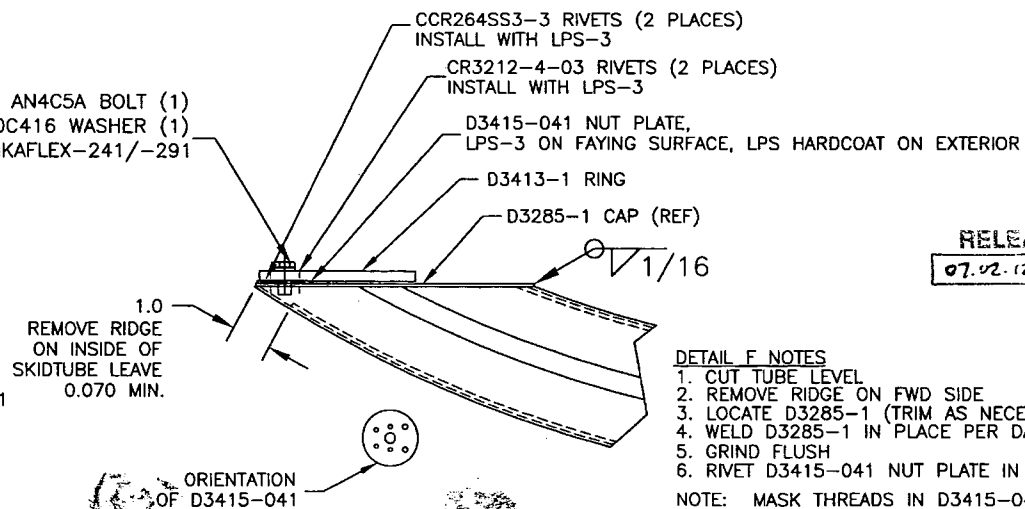 CCR264SS3-3 RIVETS (2 PLACES)
INSTALL WITH LPS-3
CR3212-4-03 RIVETS (2 PLACES)
INSTALL WITH LPS-3
AN4C5A BOLT (1)
0C416 WASHER (1)
KAFLEX-241/-291
D3415-041 NUT PLATE,
LPS-3 ON FAYING SURFACE, LPS HARDCOAT ON EXTERIOR
D3413-1 RING
D3285-1 CAP (REF)
1/16
RELEA
07.02.12
1.0
REMOVE RIDGE
ON INSIDE OF
SKIDTUBE LEAVE
0.070 MIN.
1
ORIENTATION
OF D3415-041
DETAIL F NOTES
1. CUT TUBE LEVEL
2. REMOVE RIDGE ON FWD SIDE
3. LOCATE D3285-1 (TRIM AS NECE
4. WELD D3285-1 IN PLACE PER DA
5. GRIND FLUSH
6. RIVET D3415-041 NUT PLATE IN
NOTE: MASK THREADS IN D3415-04